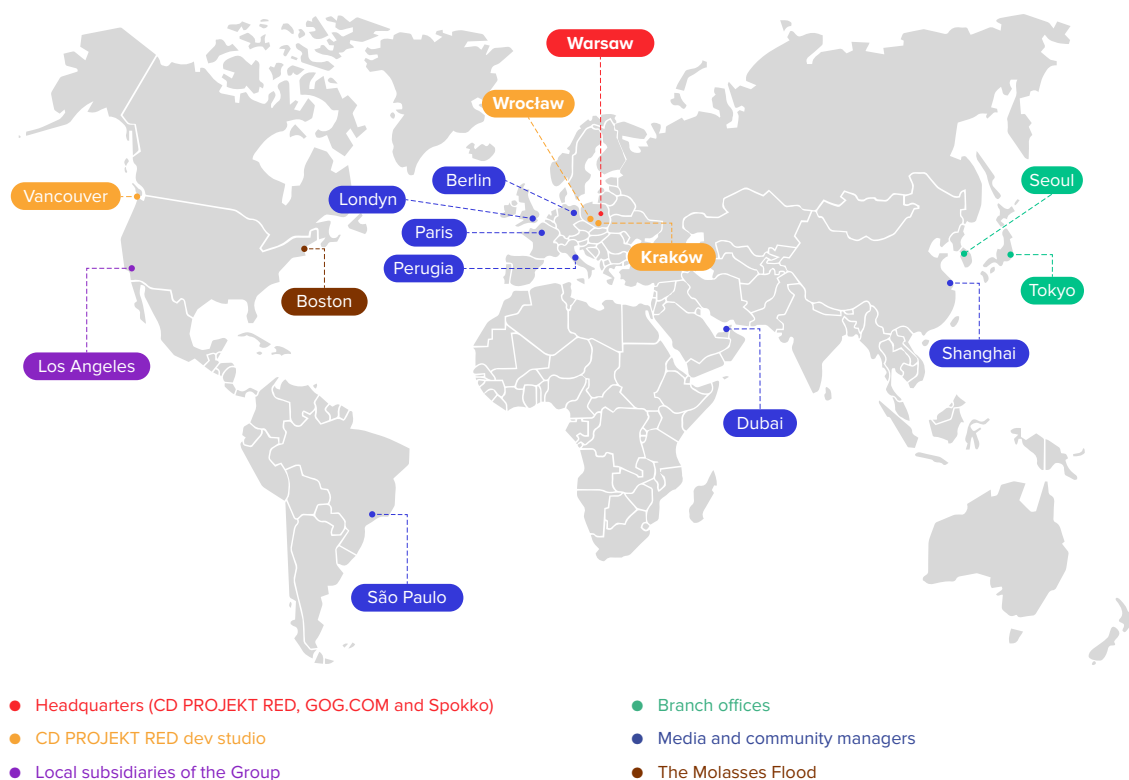 Warsaw
Wrocław
Berlin
Seoul
Vancouver
Londyn
Paris
Kraków
Perugia
Tokyo
Boston
Shanghai
Los Angeles
Dubai
São Paulo
Headquarters (CD PROJEKT RED, GOG.COM and Spokko)
CD PROJEKT RED dev studio
Local subsidiaries of the Group
Branch offices
Media and community managers
The Molasses Flood